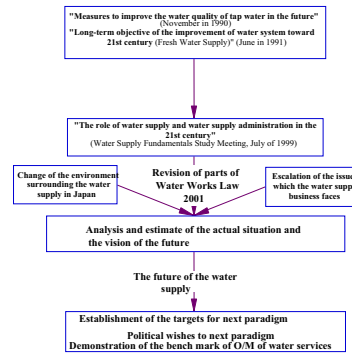 "Measures to improve the water quality of tap water in the future"
(November in 1990)
"Long-term objective of the improvement of water system toward
21st century (Fresh Water Supply)" (June in 1991)
"The role of water supply and water supply administration in the
21st century"
(Water Supply Fundamentals Study Meeting, July of 1999)
Change of the environment
surrounding the water
supply in Japan
Revision of parts of
Water Works Law
2001
Escalation of the issue
which the water supp
business faces
Analysis and estimate of the actual situation and
the vision of the future
The future of the water
supply
Establishment of the targets for next paradigm
Political wishes to next paradigm
Demonstration of the bench mark of O/M of water services